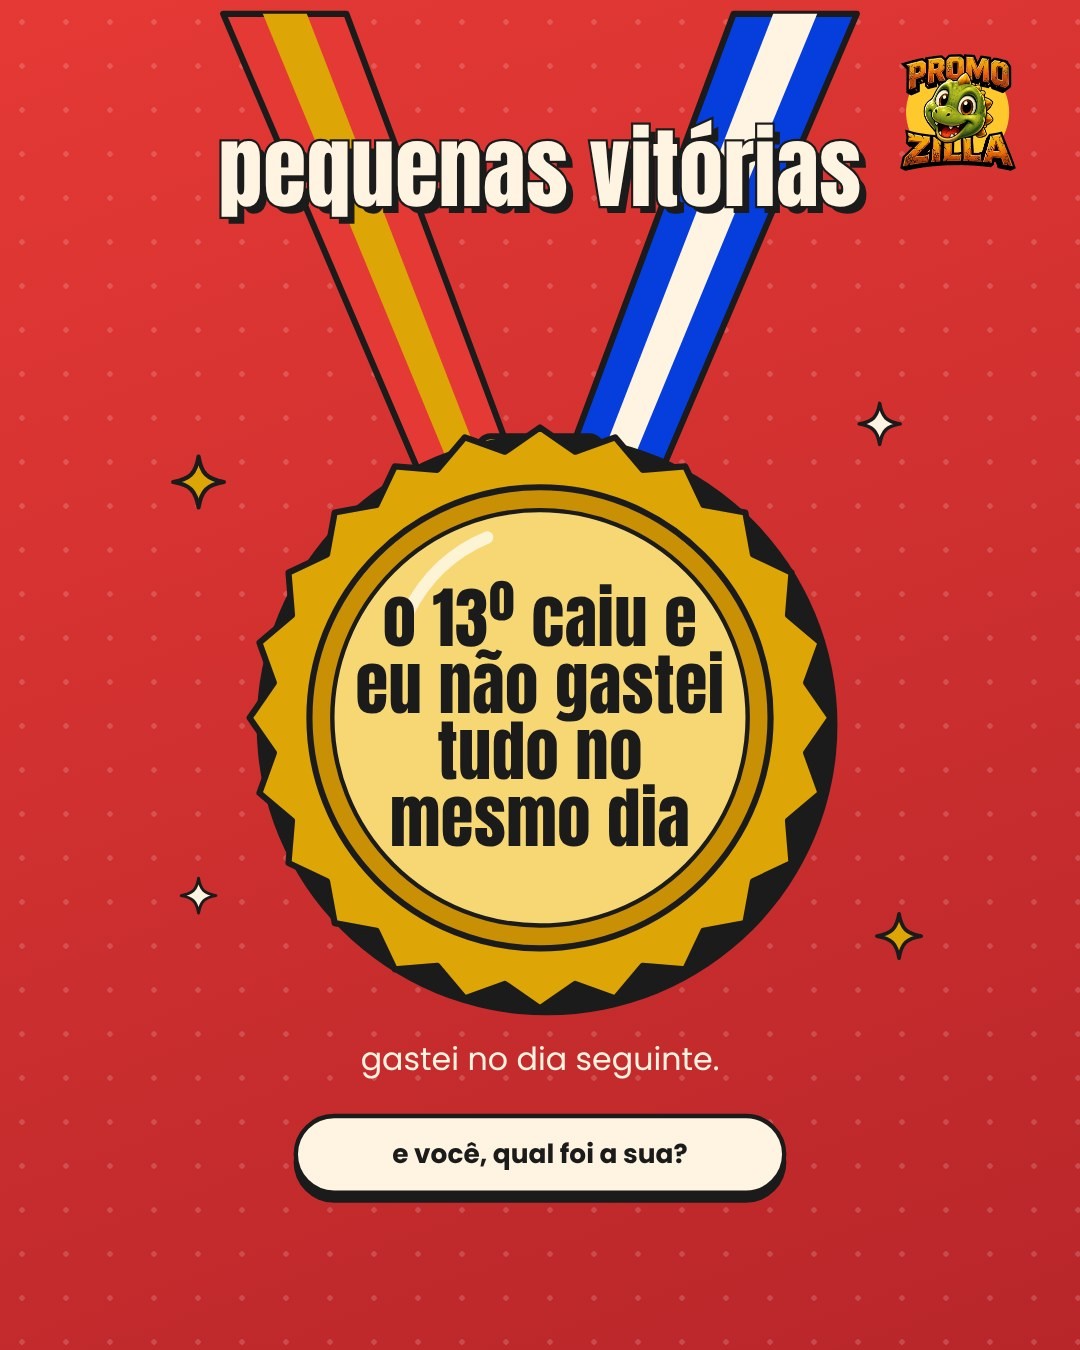 pequenas vitórias
PROMO
ZILLA
o 13º caiu e
eu não gastei
tudo no
mesmo dia
gastei no dia seguinte.
e você, qual foi a sua?